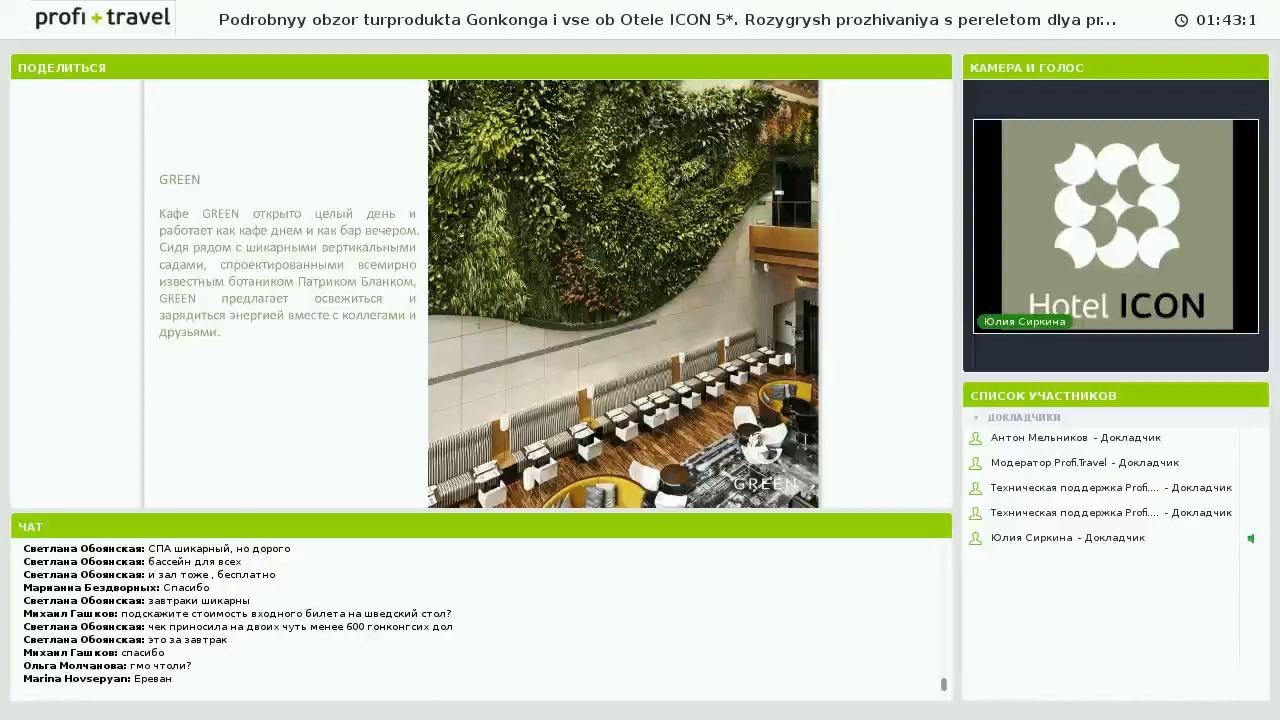 profi + travel
Podrobnyy obzor turprodukta Gonkonga i vse ob Otele ICON 5*. Rozygrysh prozhivaniya s pereletom dlya pr...
01:43:1
ПОДЕЛИТЬСЯ
GREEN
Кафе GREEN открыто целый день и
работает как кафе днем и как бар вечером.
Сидя рядом с шикарными вертикальными
садами, спроектированными всемирно
известным ботаником Патриком Бланком,
GREEN предлагает освежиться и
зарядиться энергией вместе с коллегами и
друзьями.
GREEN
КАМЕРА И ГОЛОС
Hotel ICON
Юлия Сиркина
СПИСОК УЧАСТНИКОВ
ДОКЛАДЧИКИ
Антон Мельников - Докладчик
Модератор Profi.Travel - Докладчик
Техническая поддержка Profi.... - Докладчик
Техническая поддержка Profi.... - Докладчик
Юлия Сиркина - Докладчик
ЧАТ
Светлана Обоянская: СПА шикарный, но дорого
Светлана Обоянская: бассейн для всех
Светлана Обоянская: и зал тоже , бесплатно
Марианна Бездворных: Спасибо
Светлана Обоянская: завтраки шикарны
Михаил Гашков: подскажите стоимость входного билета на шведский стол?
Светлана Обоянская: чек приносила на двоих чуть менее 600 гонконгсих дол
Светлана Обоянская: это за завтрак
Михаил Гашков: спасибо
Ольга Молчанова: гмо чтоли?
Marina Hovsepyan: Ереван